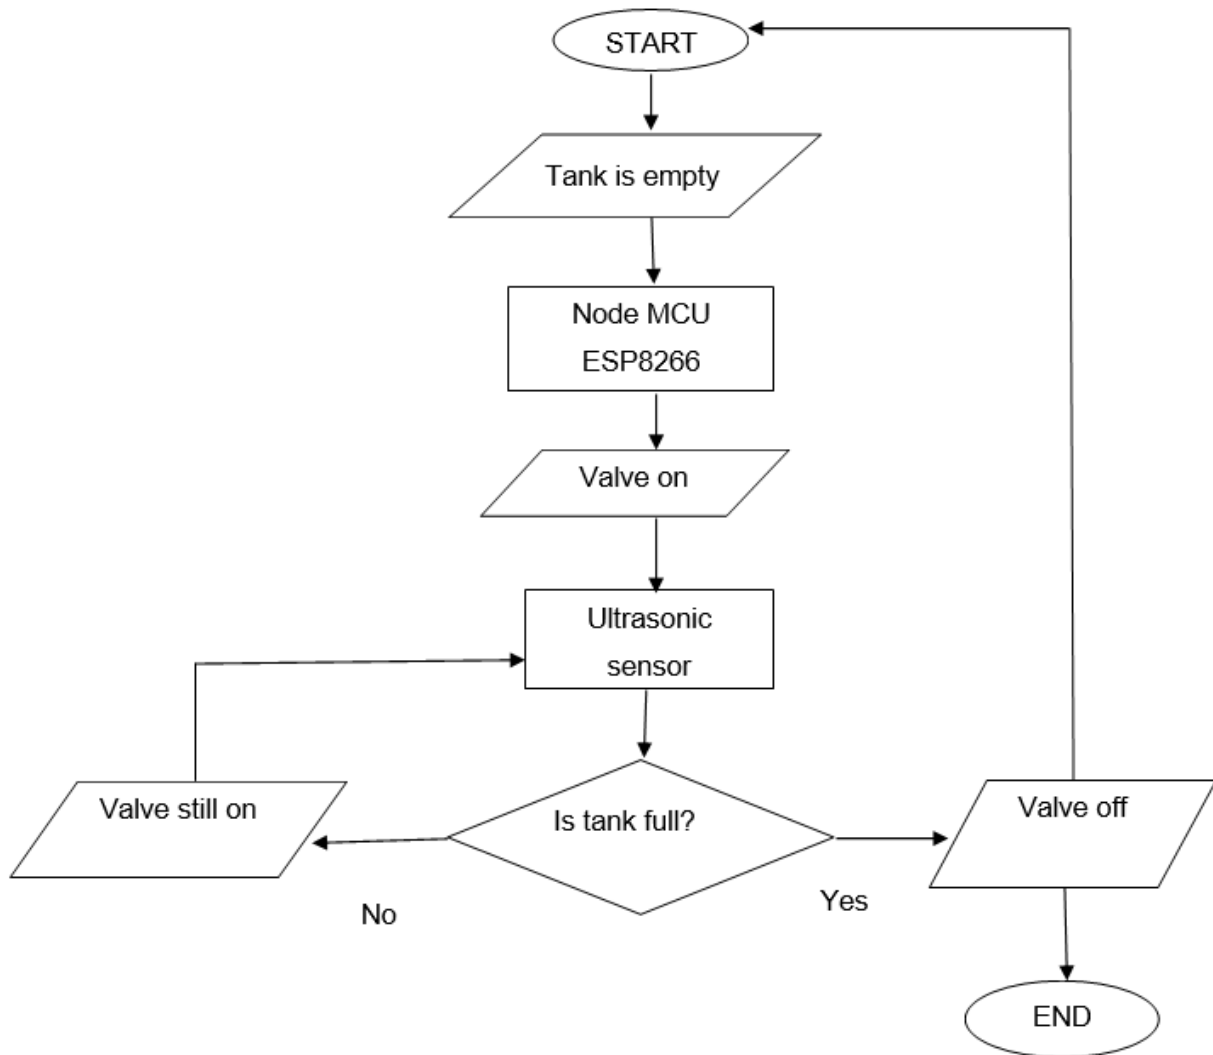 START
Tank is empty
Node MCU
ESP8266
Valve on
Ultrasonic
sensor
Valve still on
Is tank full?
Valve off
No
Yes
END